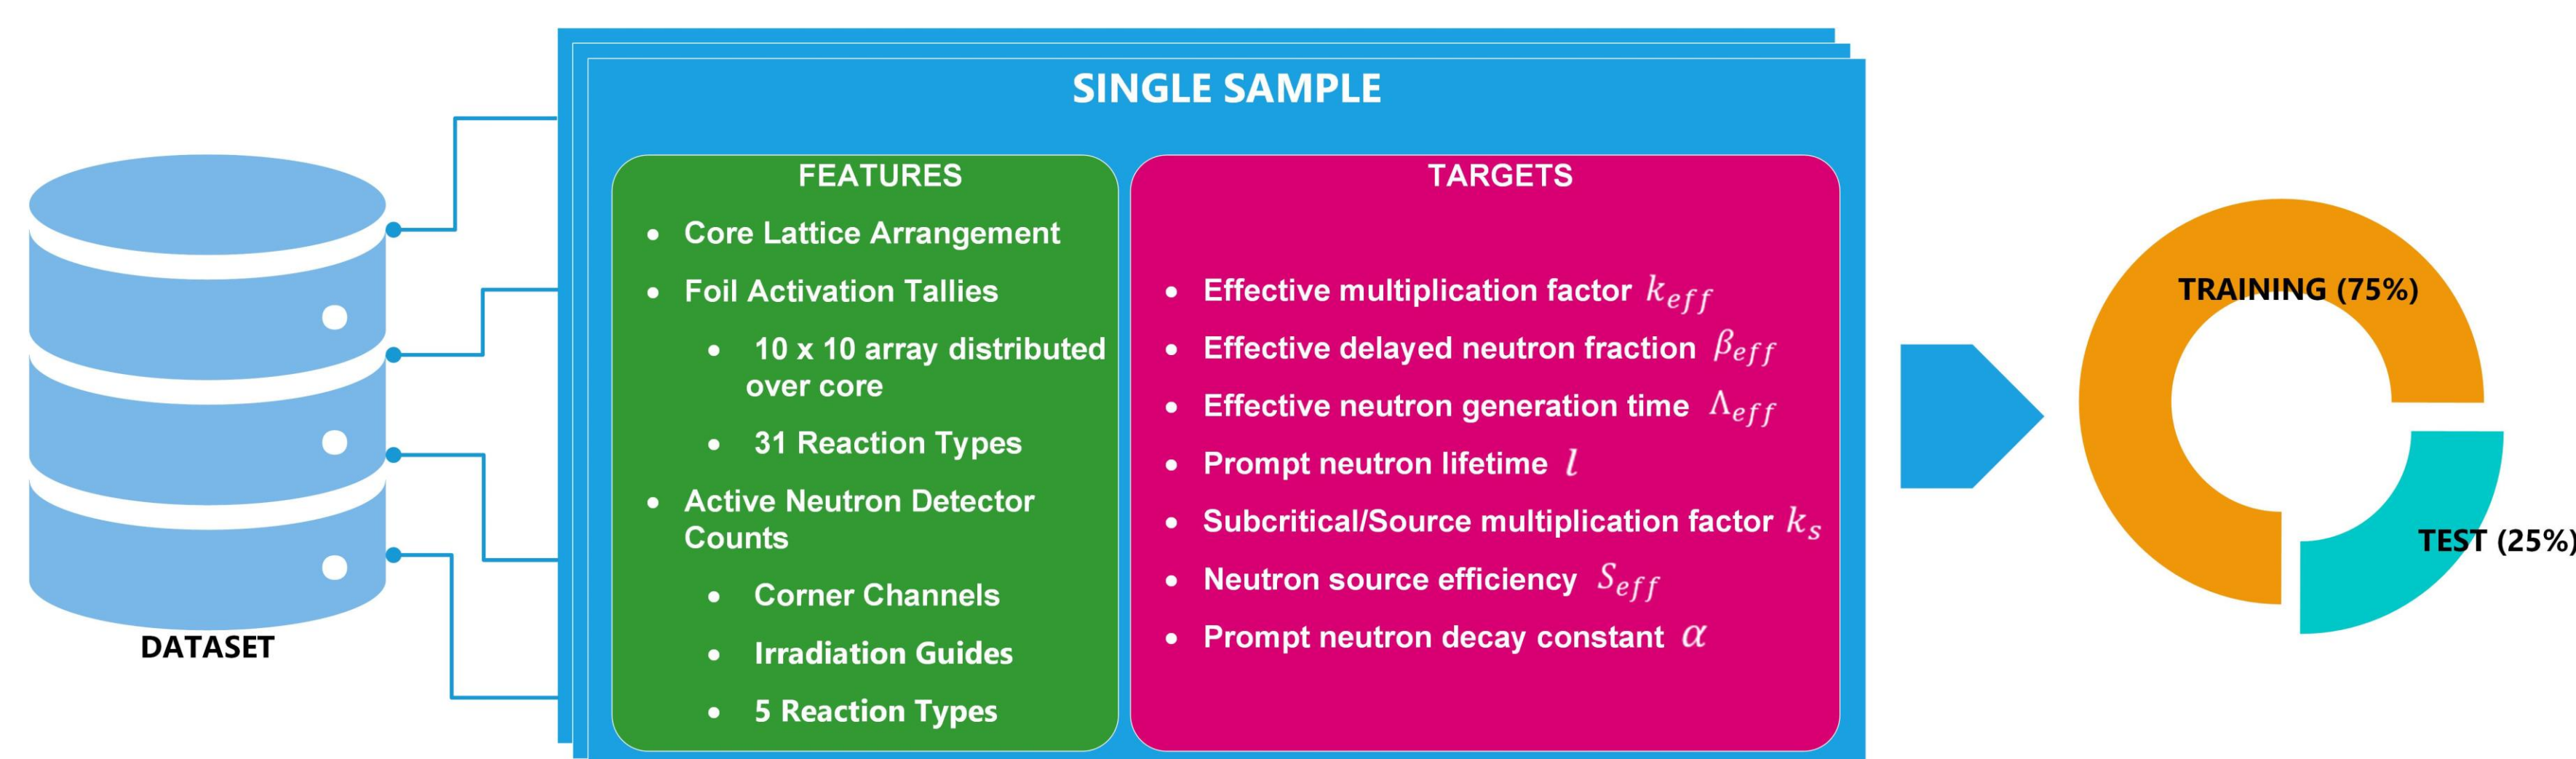 SINGLE SAMPLE
FEATURES
• Core Lattice Arrangement
• Foil Activation Tallies
• 10 x 10 array distributed
over core
• 31 Reaction Types
• Active Neutron Detector
Counts
• Corner Channels
• Irradiation Guides
• 5 Reaction Types
TARGETS
• Effective multiplication factor k_eff
• Effective delayed neutron fraction β_eff
• Effective neutron generation time Λ_eff
• Prompt neutron lifetime l
• Subcritical/Source multiplication factor k_s
• Neutron source efficiency S_eff
• Prompt neutron decay constant α
DATASET
TRAINING (75%)
TEST (25%)